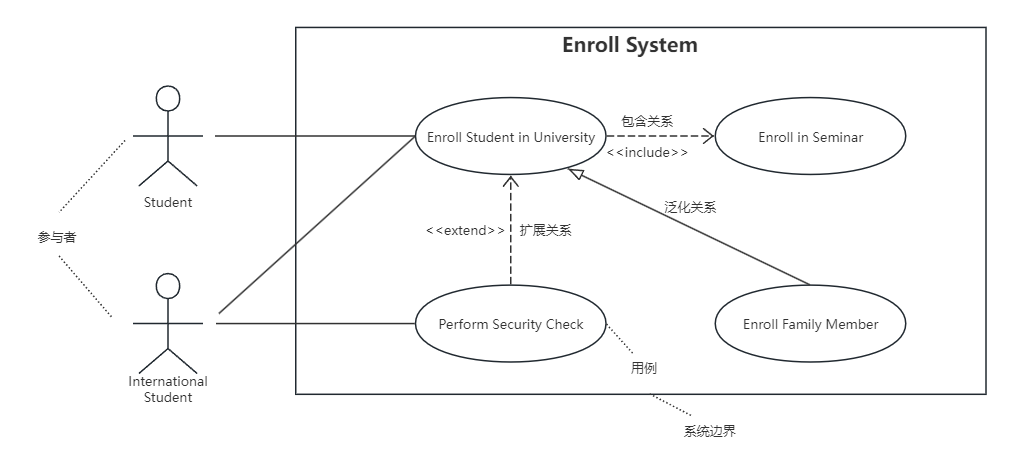 Enroll System
Enroll Student in University
包含关系
<<include>>
Enroll in Seminar
Student
参与者
<<extend>>
扩展关系
泛化关系
International
Student
Perform Security Check
Enroll Family Member
用例
系统边界